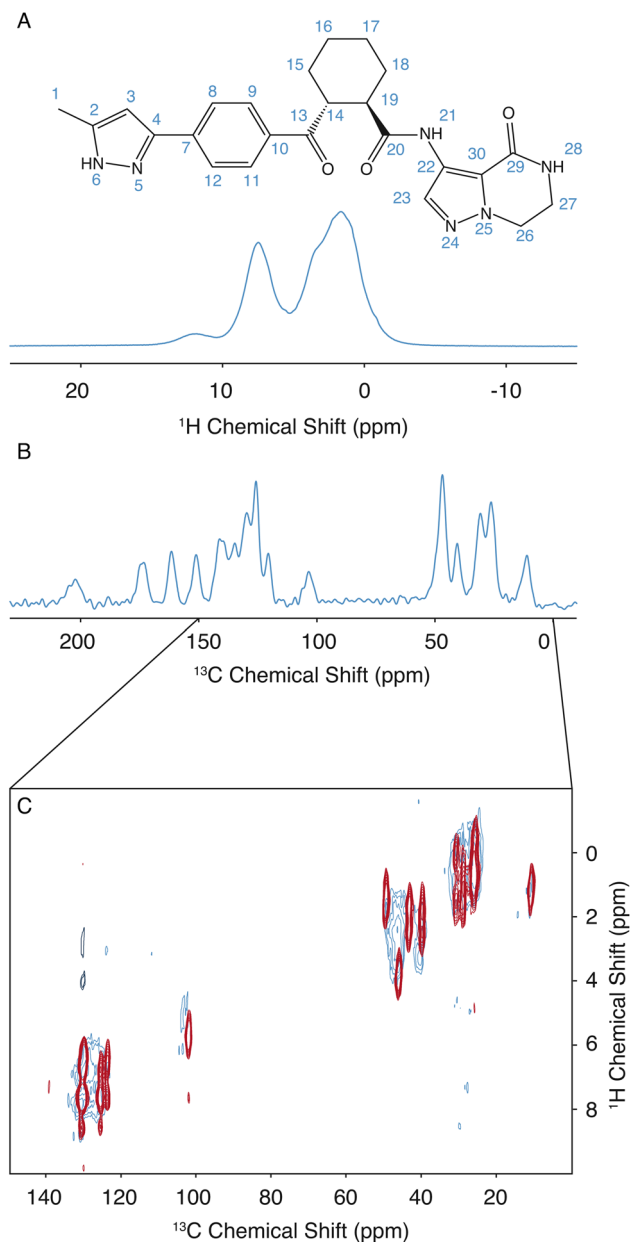 A
16 17
15 18
1 3 8 9
2 4 13 14 19 21
O
28
7 10 O 20 O NH 22 30 29 NH
HN N
6 5
12 11
23 27
N N
24 25 26
20 10 0 -10
¹H Chemical Shift (ppm)
B
200 150 100 50 0
¹³C Chemical Shift (ppm)
C
0
2
4
6
8
¹H Chemical Shift (ppm)
140 120 100 80 60 40 20
¹³C Chemical Shift (ppm)